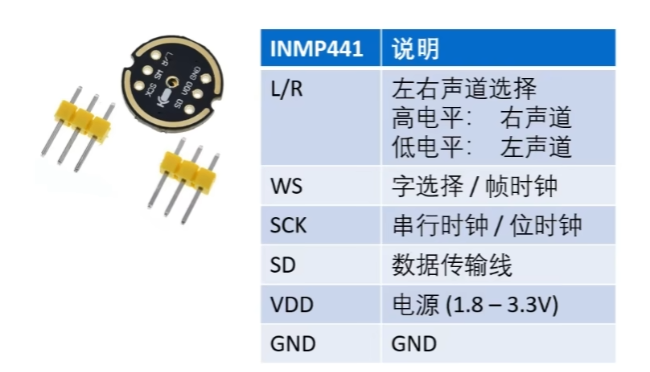 L/R
WS
SCK
GND
VDD
SD
INMP441 说明
L/R 左右声道选择
高电平： 右声道
低电平： 左声道
WS 字选择 / 帧时钟
SCK 串行时钟 / 位时钟
SD 数据传输线
VDD 电源 (1.8 – 3.3V)
GND GND